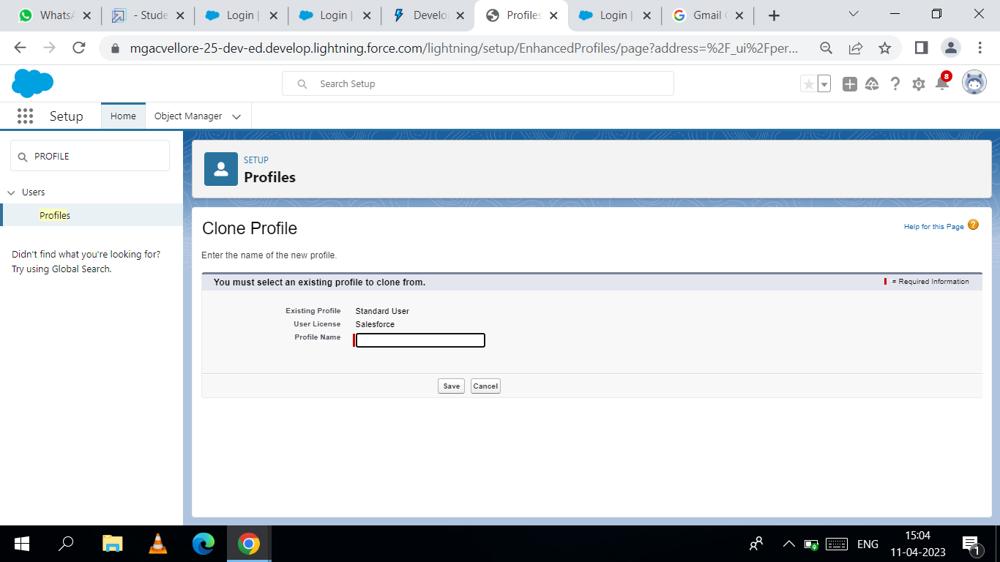 WhatsA
- Stude
Login |
Login |
Develo
Profiles
Login |
Gmail
mgacvellore-25-dev-ed.develop.lightning.force.com/lightning/setup/EnhancedProfiles/page?address=%2F_ui%2Fper...
Search Setup
8
Setup
Home
Object Manager
PROFILE
Users
Profiles
Didn't find what you're looking for?
Try using Global Search.
SETUP
Profiles
Clone Profile
Help for this Page
?
Enter the name of the new profile.
You must select an existing profile to clone from.
= Required Information
Existing Profile Standard User
User License Salesforce
Profile Name
Save Cancel
ENG
15:04
11-04-2023
1